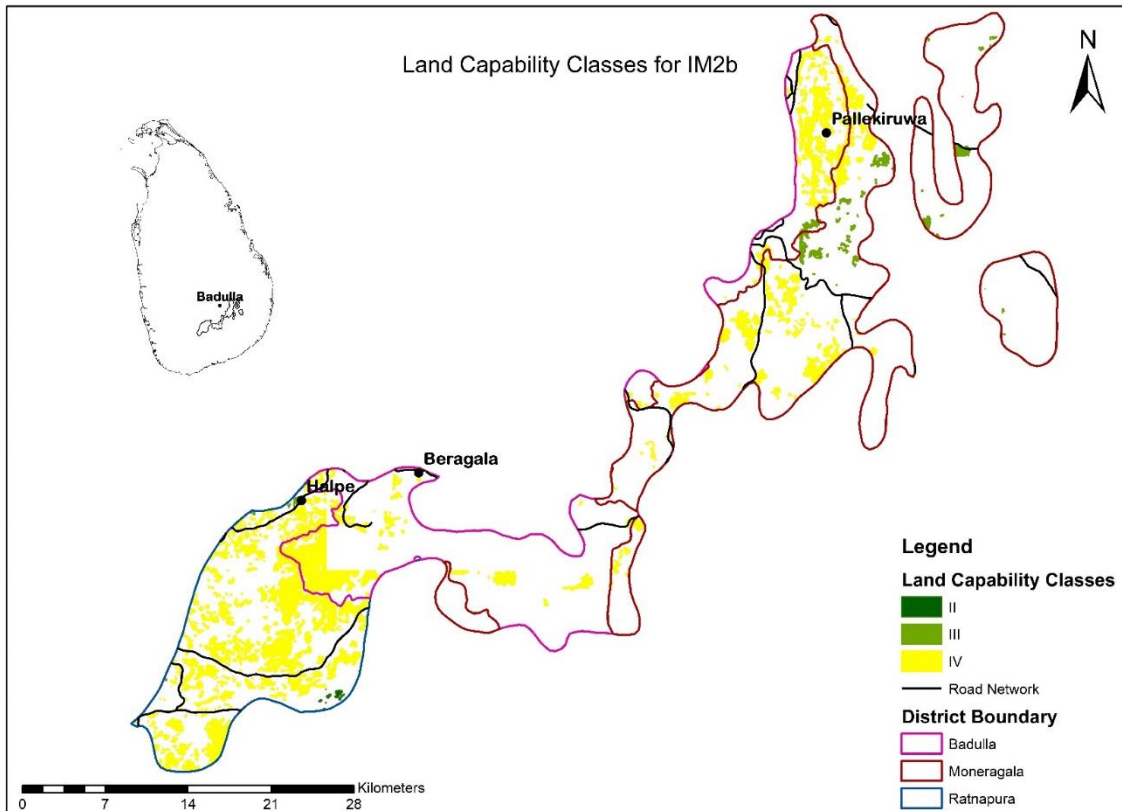 Land Capability Classes for IM2b
N
Pallekiruwa
Badulla
Beragala
Halpe
Legend
Land Capability Classes
II
III
IV
Road Network
District Boundary
Badulla
Moneragala
Ratnapura
Kilometers
0 7 14 21 28